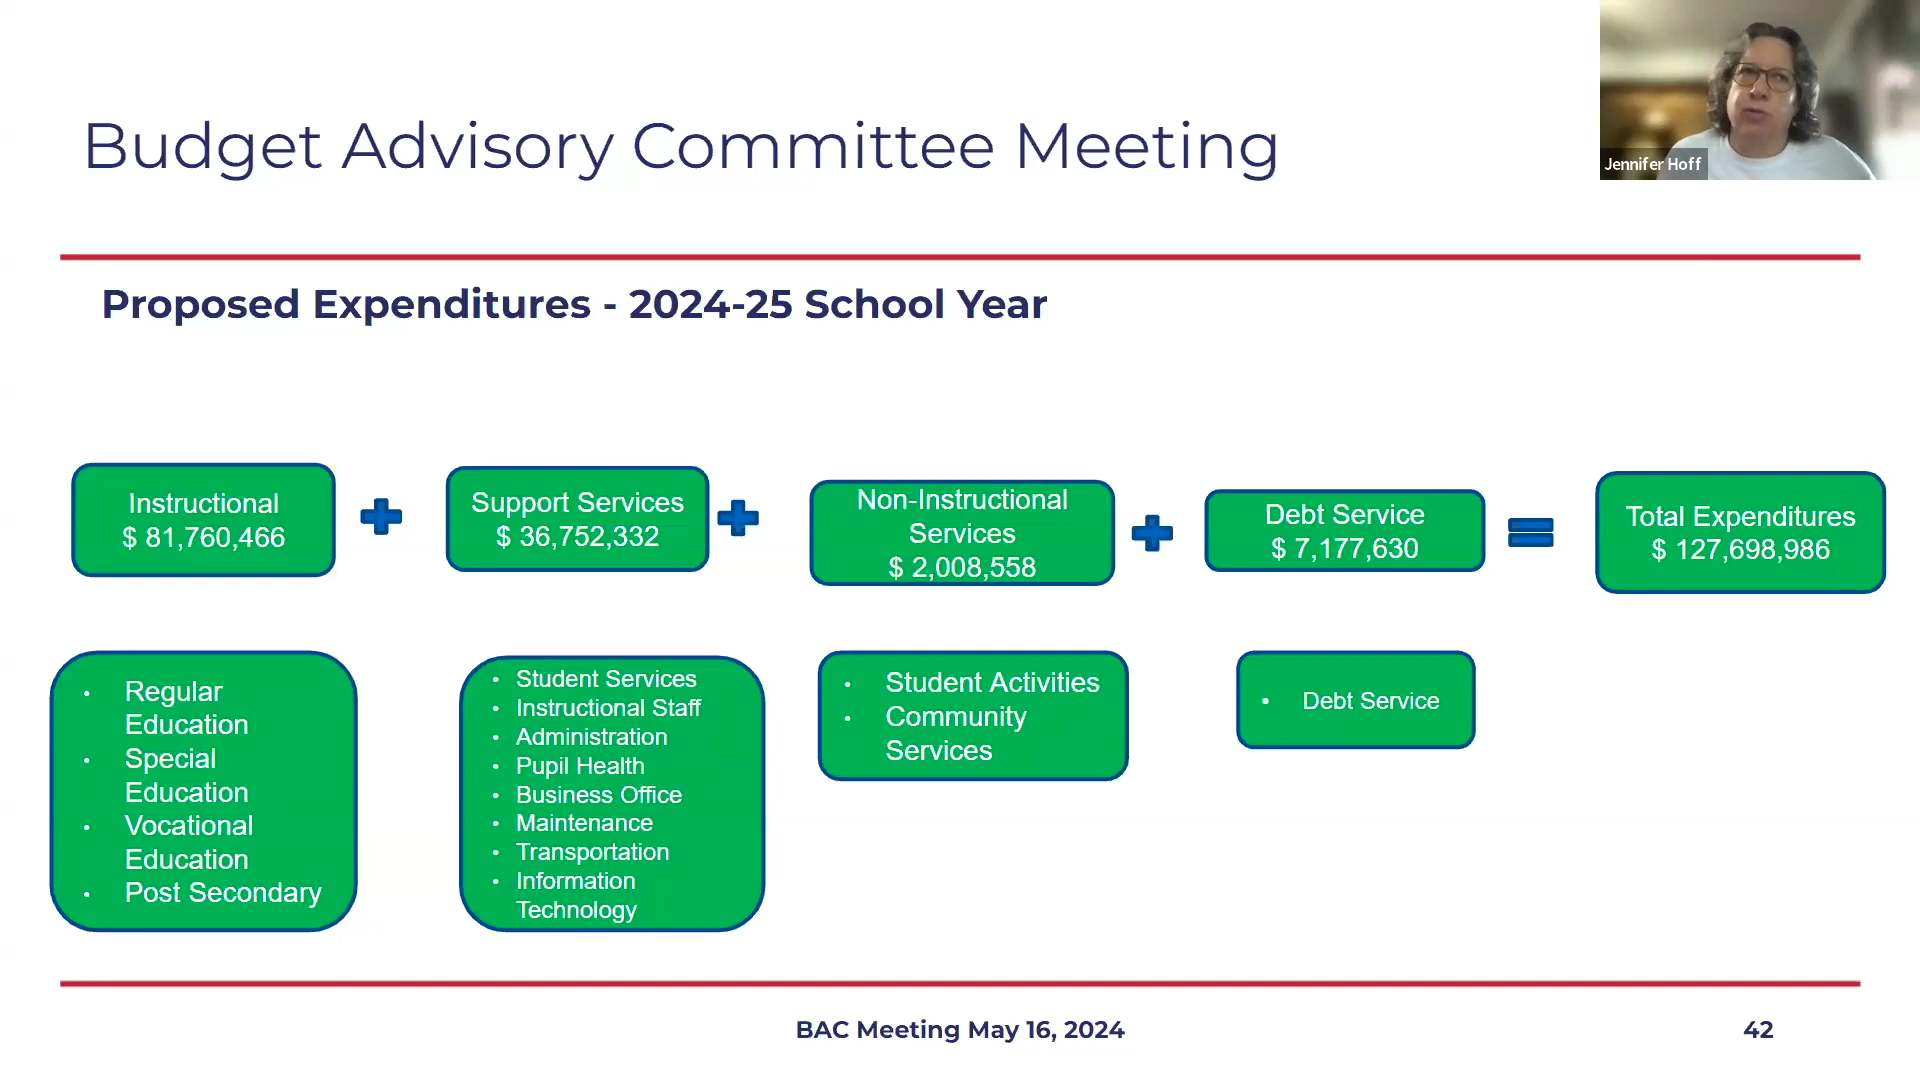 Budget Advisory Committee Meeting
Jennifer Hoff
Proposed Expenditures - 2024-25 School Year
Instructional
$ 81,760,466
Support Services
$ 36,752,332
Non-Instructional
Services
$ 2,008,558
Debt Service
$ 7,177,630
Total Expenditures
$ 127,698,986
• Regular
Education
• Special
Education
• Vocational
Education
• Post Secondary
• Student Services
• Instructional Staff
• Administration
• Pupil Health
• Business Office
• Maintenance
• Transportation
• Information
Technology
• Student Activities
• Community
Services
• Debt Service
BAC Meeting May 16, 2024
42